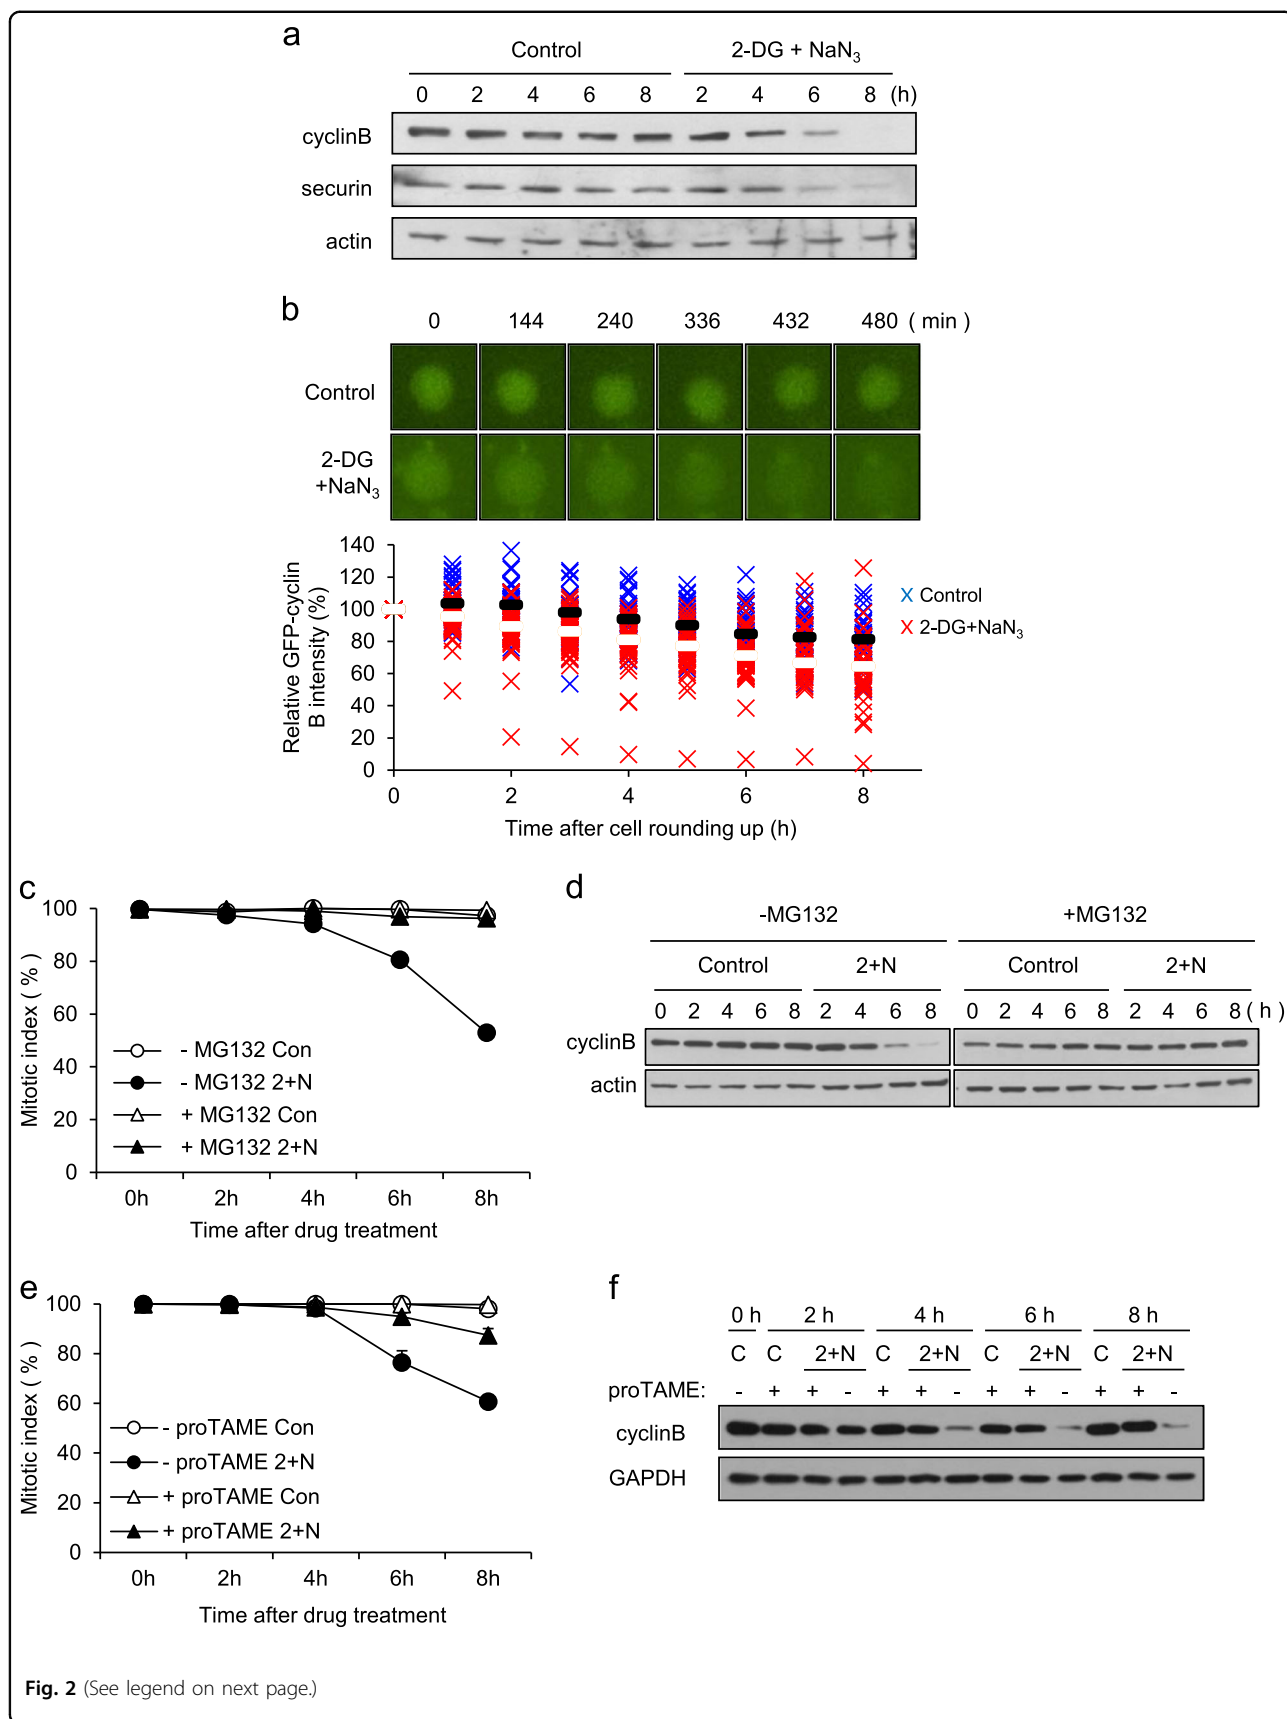 a
Control 2-DG + NaN3
0 2 4 6 8 2 4 6 8 (h)
cyclinB
securin
actin
b
0 144 240 336 432 480 ( min )
Control
2-DG
+NaN3
Relative GFP-cyclin
B intensity (%)
140
120
100
80
60
40
20
0
0 2 4 6 8
Time after cell rounding up (h)
X Control
X 2-DG+NaN3
c
Mitotic index ( % )
100
80
60
40
20
0
- MG132 Con
- MG132 2+N
+ MG132 Con
+ MG132 2+N
0h 2h 4h 6h 8h
Time after drug treatment
d
-MG132 +MG132
Control 2+N Control 2+N
0 2 4 6 8 2 4 6 8 0 2 4 6 8 2 4 6 8 ( h )
cyclinB
actin
e
Mitotic index ( % )
100
80
60
40
20
0
- proTAME Con
- proTAME 2+N
+ proTAME Con
+ proTAME 2+N
0h 2h 4h 6h 8h
Time after drug treatment
f
0 h 2 h 4 h 6 h 8 h
C C 2+N C 2+N C 2+N C 2+N
proTAME: - + + - + + - + + - + + -
cyclinB
GAPDH
Fig. 2 (See legend on next page.)